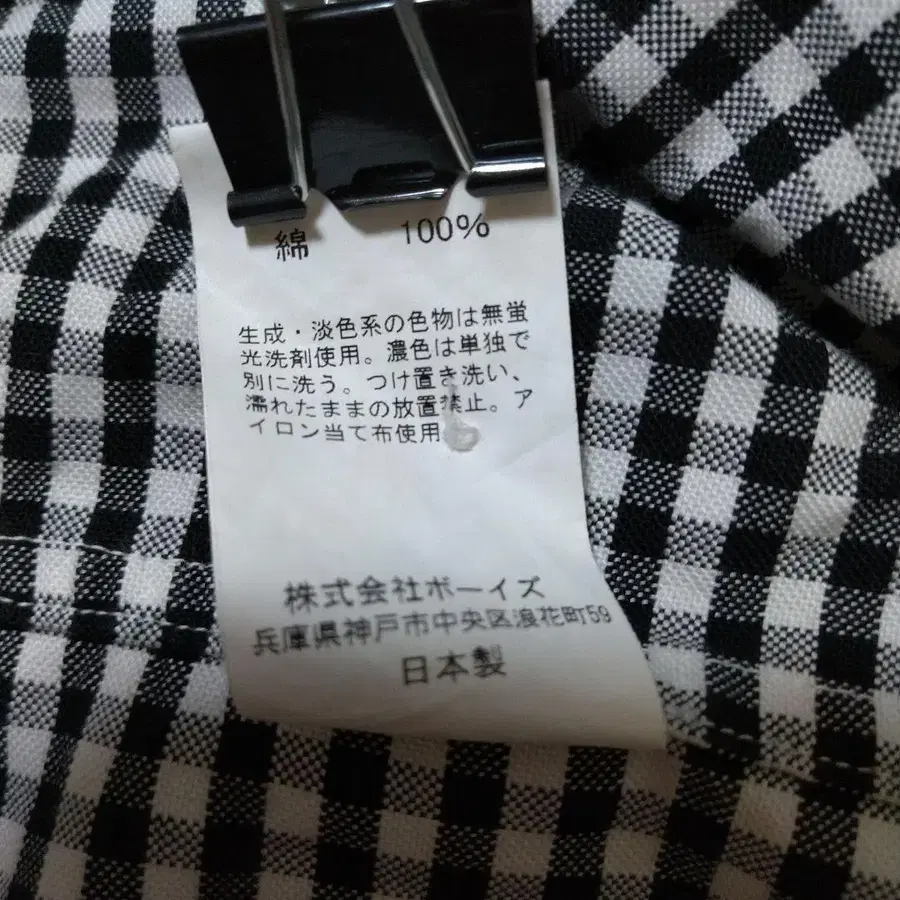 綿 100%
生成・淡色系の色物は無蛍
光洗剤使用。濃色は単独で
別に洗う。つけ置き洗い、
濡れたままの放置禁止。ア
イロン当て布使用
株式会社ボーイズ
兵庫県神戸市中央区浪花町59
日本製